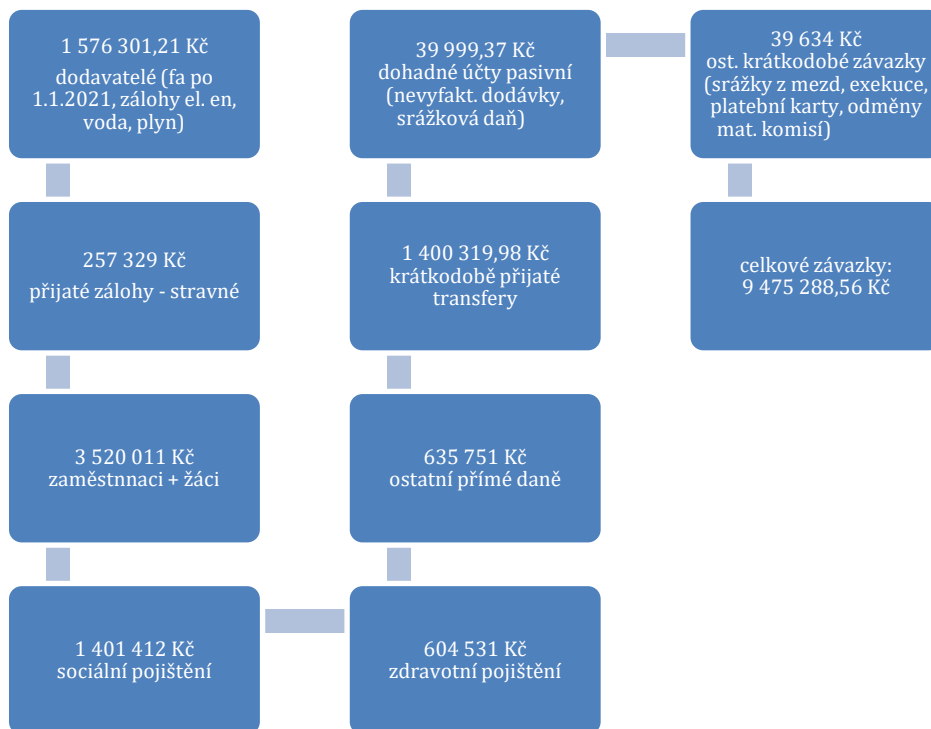 1 576 301,21 Kč
dodavatelé (fa po
1.1.2021, zálohy el. en,
voda, plyn)
257 329 Kč
přijaté zálohy - stravné
3 520 011 Kč
zaměstnnaci + žáci
1 401 412 Kč
sociální pojištění
604 531 Kč
zdravotní pojištění
635 751 Kč
ostatní přímé daně
1 400 319,98 Kč
krátkodobě přijaté
transfery
39 999,37 Kč
dohadné účty pasivní
(nevyfakt. dodávky,
srážková daň)
39 634 Kč
ost. krátkodobé závazky
(srážky z mezd, exekuce,
platební karty, odměny
mat. komisí)
celkové závazky:
9 475 288,56 Kč